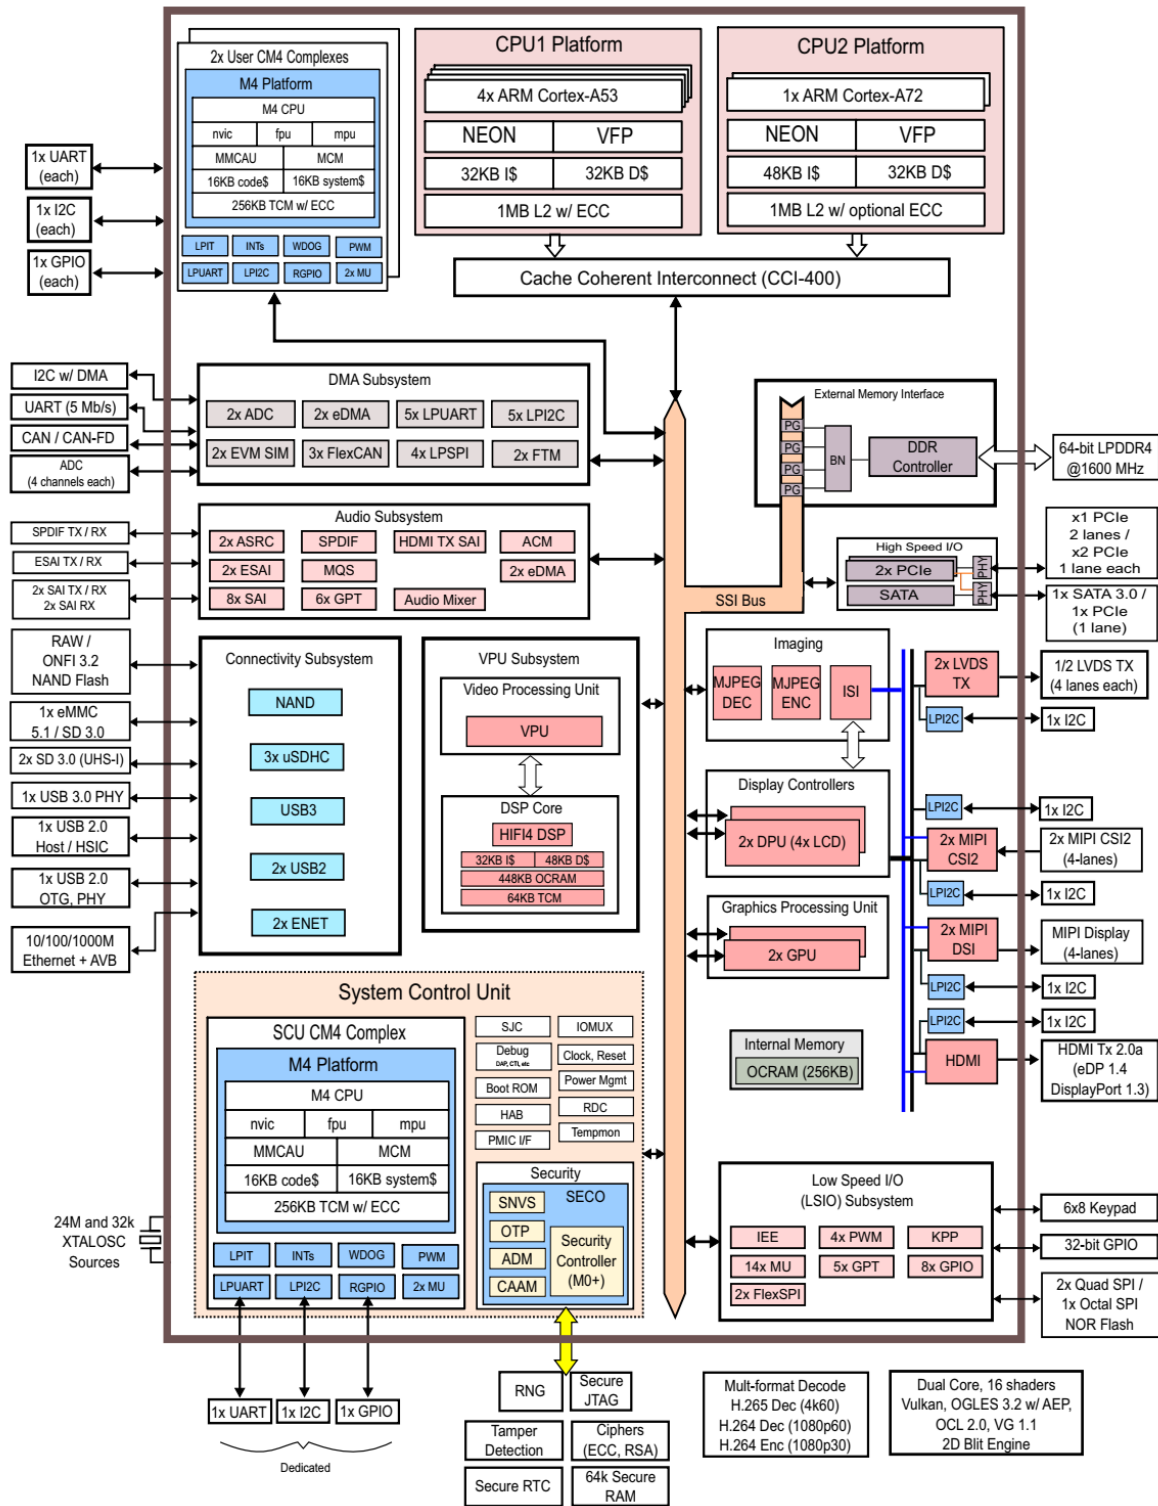 2x User CM4 Complexes
M4 Platform
M4 CPU
nvic
fpu
mpu
MMCAU
MCM
16KB code$
16KB system$
256KB TCM w/ ECC
LPIT
INTs
WDOG
PWM
LPUART
LPI2C
RGPIO
2x MU
CPU1 Platform
4x ARM Cortex-A53
NEON
VFP
32KB I$
32KB D$
1MB L2 w/ ECC
CPU2 Platform
1x ARM Cortex-A72
NEON
VFP
48KB I$
32KB D$
1MB L2 w/ optional ECC
Cache Coherent Interconnect (CCI-400)
1x UART
(each)
1x I2C
(each)
1x GPIO
(each)
I2C w/ DMA
UART (5 Mb/s)
CAN / CAN-FD
ADC
(4 channels each)
DMA Subsystem
2x ADC
2x eDMA
5x LPUART
5x LPI2C
2x EVM SIM
3x FlexCAN
4x LPSPI
2x FTM
External Memory Interface
PG
PG
PG
PG
BN
DDR
Controller
64-bit LPDDR4
@1600 MHz
SPDIF TX / RX
ESAI TX / RX
2x SAI TX / RX
2x SAI RX
Audio Subsystem
2x ASRC
SPDIF
HDMI TX SAI
ACM
2x ESAI
MQS
2x eDMA
8x SAI
6x GPT
Audio Mixer
SSI Bus
High Speed I/O
2x PCIe
PHY
SATA
PHY
x1 PCIe
2 lanes /
x2 PCIe
1 lane each
1x SATA 3.0 /
1x PCIe
(1 lane)
RAW /
ONFI 3.2
NAND Flash
1x eMMC
5.1 / SD 3.0
2x SD 3.0 (UHS-I)
1x USB 3.0 PHY
1x USB 2.0
Host / HSIC
1x USB 2.0
OTG, PHY
10/100/1000M
Ethernet + AVB
Connectivity Subsystem
NAND
3x uSDHC
USB3
2x USB2
2x ENET
VPU Subsystem
Video Processing Unit
VPU
DSP Core
HIFI4 DSP
32KB I$
48KB D$
448KB OCRAM
64KB TCM
Imaging
MJPEG
DEC
MJPEG
ENC
ISI
Display Controllers
2x DPU (4x LCD)
Graphics Processing Unit
2x GPU
Internal Memory
OCRAM (256KB)
2x LVDS
TX
LPI2C
LPI2C
2x MIPI
CSI2
LPI2C
2x MIPI
DSI
LPI2C
LPI2C
HDMI
1/2 LVDS TX
(4 lanes each)
1x I2C
1x I2C
2x MIPI CSI2
(4-lanes)
1x I2C
MIPI Display
(4-lanes)
1x I2C
1x I2C
HDMI Tx 2.0a
(eDP 1.4
DisplayPort 1.3)
System Control Unit
SCU CM4 Complex
M4 Platform
M4 CPU
nvic
fpu
mpu
MMCAU
MCM
16KB code$
16KB system$
256KB TCM w/ ECC
LPIT
INTs
WDOG
PWM
LPUART
LPI2C
RGPIO
2x MU
SJC
IOMUX
Debug
DAP, CTI, etc
Clock, Reset
Boot ROM
Power Mgmt
HAB
RDC
PMIC I/F
Tempmon
Security
SECO
SNVS
OTP
ADM
CAAM
Security
Controller
(M0+)
24M and 32k
XTALOSC
Sources
Low Speed I/O
(LSIO) Subsystem
IEE
4x PWM
KPP
14x MU
5x GPT
8x GPIO
2x FlexSPI
6x8 Keypad
32-bit GPIO
2x Quad SPI /
1x Octal SPI
NOR Flash
1x UART
1x I2C
1x GPIO
Dedicated
RNG
Secure
JTAG
Tamper
Detection
Ciphers
(ECC, RSA)
Secure RTC
64k Secure
RAM
Mult-format Decode
H.265 Dec (4k60)
H.264 Dec (1080p60)
H.264 Enc (1080p30)
Dual Core, 16 shaders
Vulkan, OGLES 3.2 w/ AEP,
OCL 2.0, VG 1.1
2D Blit Engine